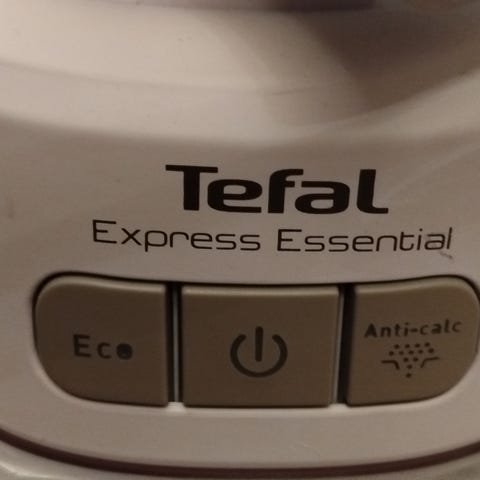 Tefal
Express Essential
Eco
Anti-calc